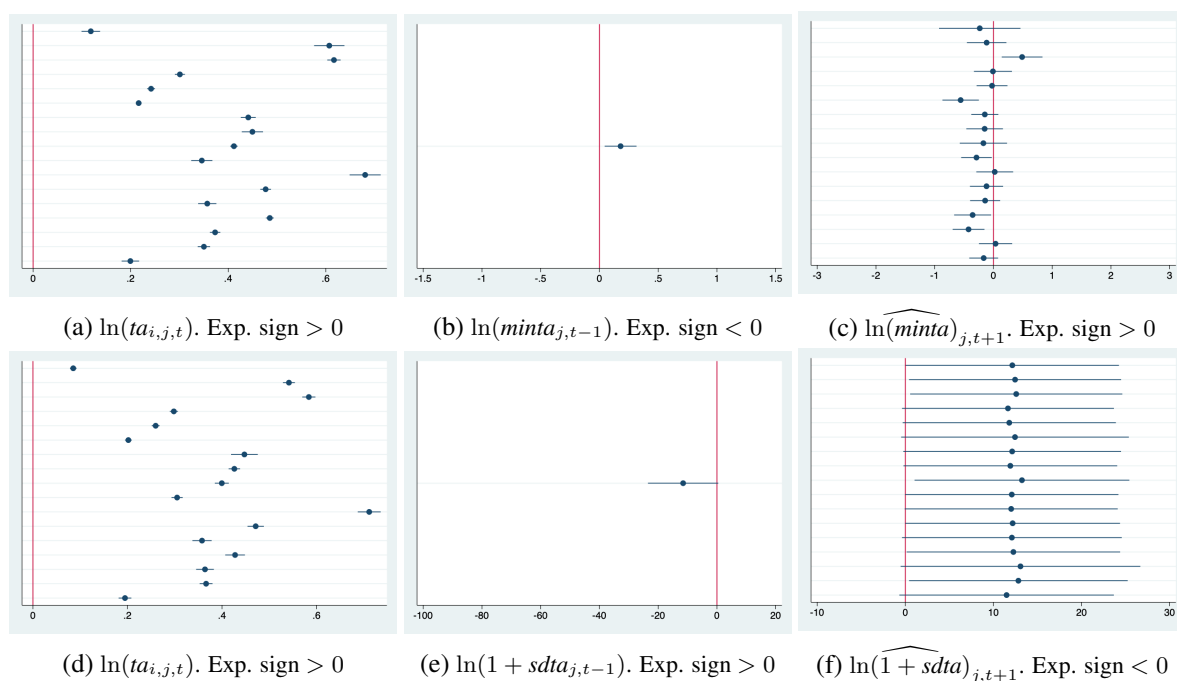 0 .2 .4 .6
-1.5 -1 -.5 0 .5 1 1.5
-3 -2 -1 0 1 2 3
(a) ln(ta_{i,j,t}). Exp. sign > 0
(b) ln(minta_{j,t−1}). Exp. sign < 0
(c) \widehat{ln(minta)}_{j,t+1}. Exp. sign > 0
0 .2 .4 .6
-100 -80 -60 -40 -20 0 20
-10 0 10 20 30
(d) ln(ta_{i,j,t}). Exp. sign > 0
(e) ln(1 + sdta_{j,t−1}). Exp. sign > 0
(f) \widehat{ln(1 + sdta)}_{j,t+1}. Exp. sign < 0